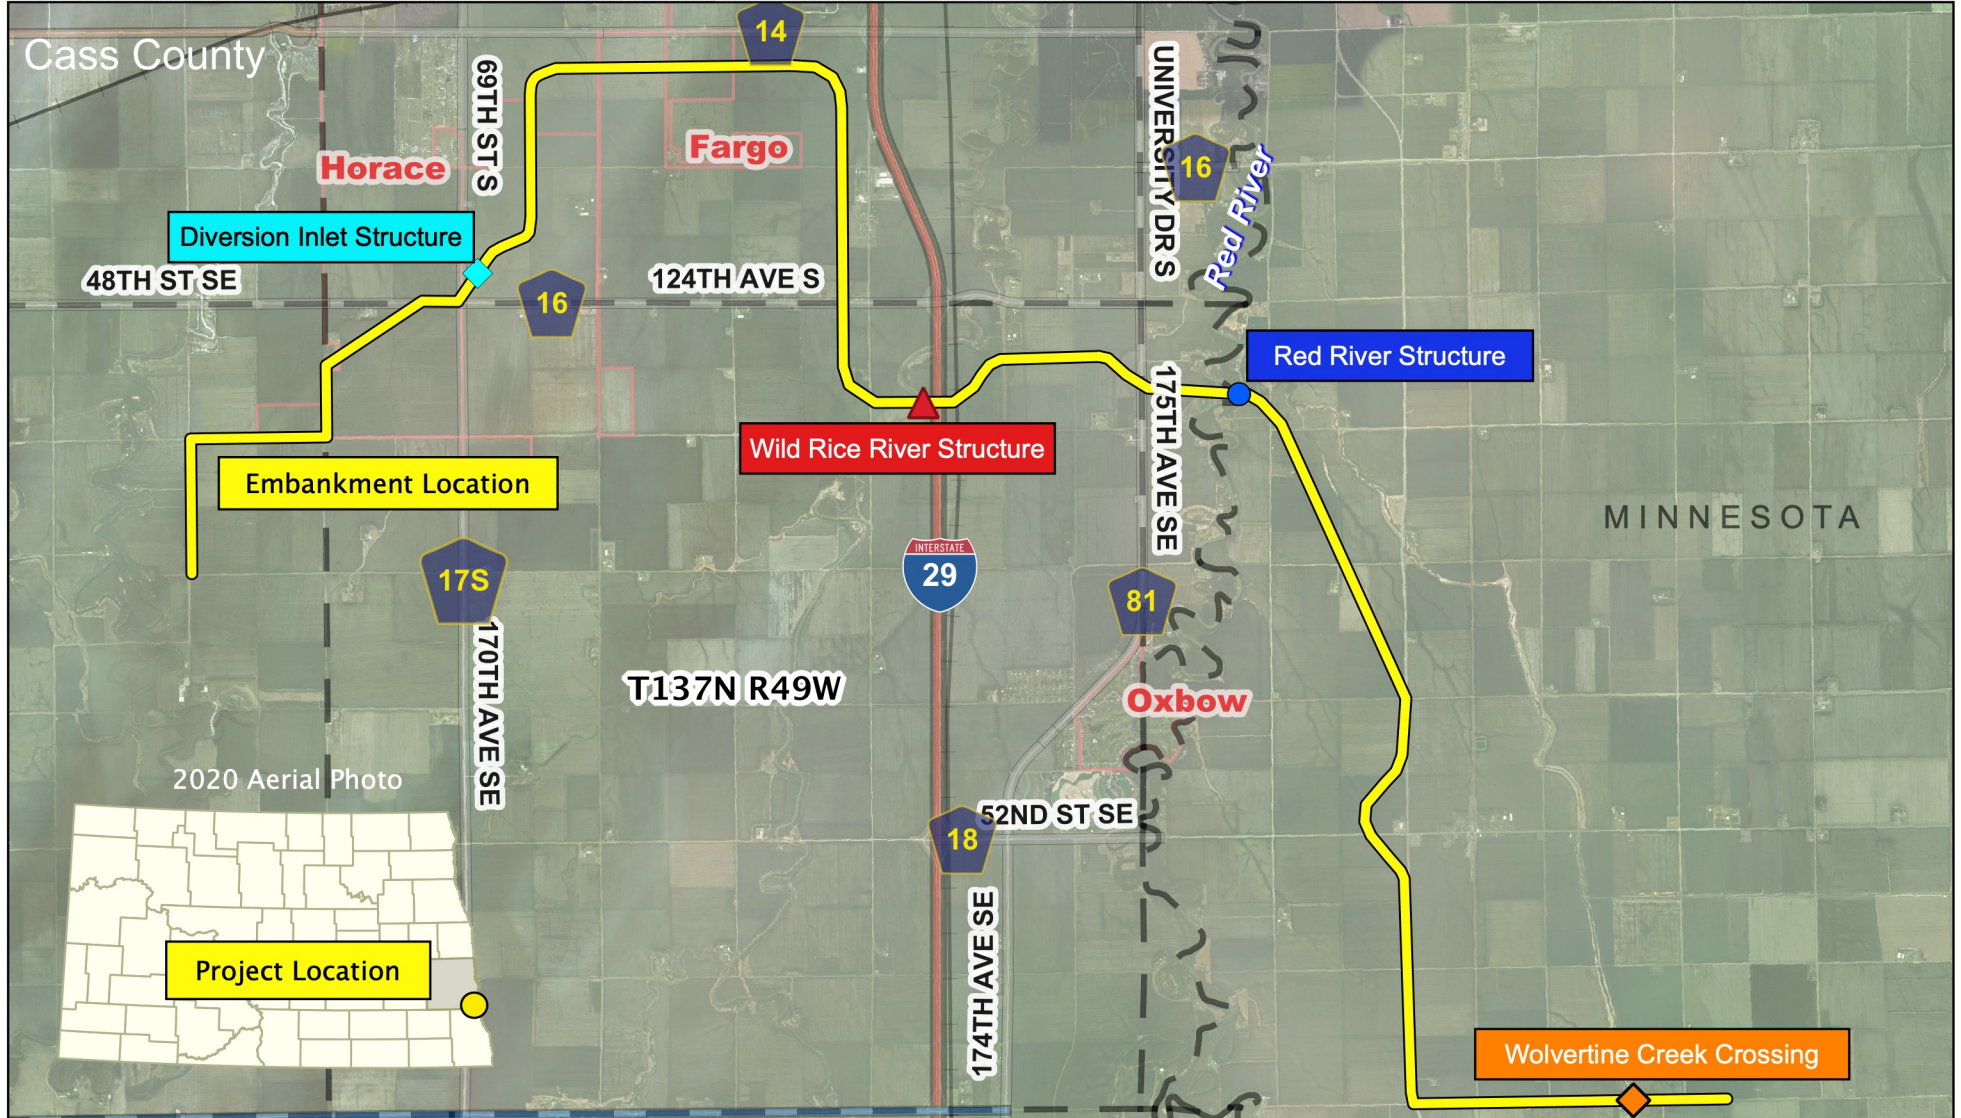 Cass County
14
69TH ST S
UNIVERSITY DR S
Horace
Fargo
16
Red River
Diversion Inlet Structure
48TH ST SE
124TH AVE S
16
Red River Structure
175TH AVE SE
Wild Rice River Structure
Embankment Location
MINNESOTA
INTERSTATE
29
17S
81
170TH AVE SE
T137N R49W
Oxbow
2020 Aerial Photo
52ND ST SE
18
174TH AVE SE
Project Location
Wolvertine Creek Crossing